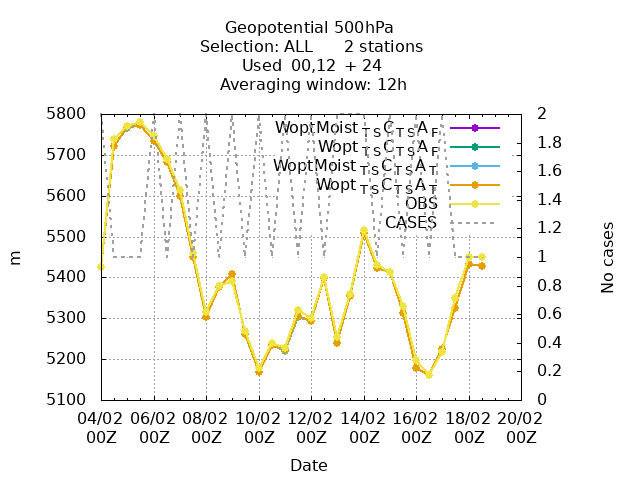 Geopotential 500hPa
Selection: ALL 2 stations
Used 00,12 + 24
Averaging window: 12h
5800
5700
5600
5500
5400
5300
5200
5100
m
2
1.8
1.6
1.4
1.2
1
0.8
0.6
0.4
0.2
0
No cases
WoptMoist TSCTSAF
Wopt TSCTSAF
WoptMoist TSCTSAT
Wopt TSCTSAT
OBS
CASES
04/02 06/02 08/02 10/02 12/02 14/02 16/02 18/02 20/02
00Z 00Z 00Z 00Z 00Z 00Z 00Z 00Z 00Z
Date